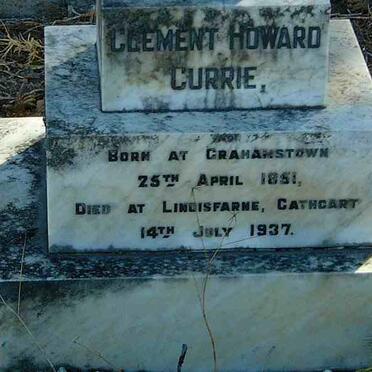 CLEMENT HOWARD
CURRIE,
BORN AT GRAHAMSTOWN
25TH APRIL 1851,
DIED AT LINDISFARNE, CATHCART
14TH JULY 1937.